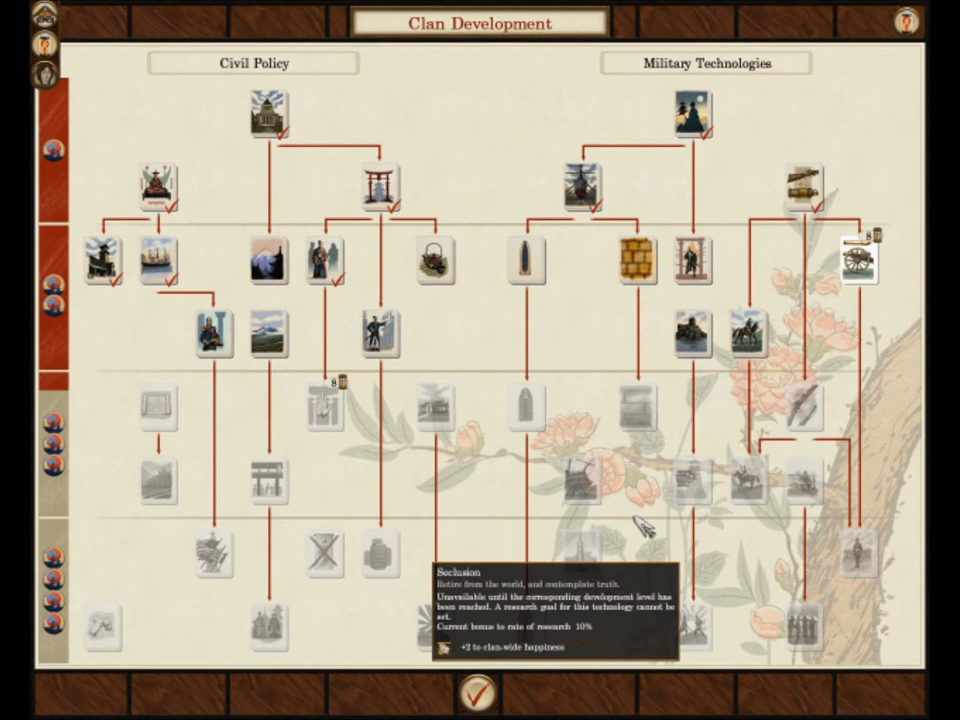 Clan Development
Civil Policy
Military Technologies
8
8
Seclusion
Retire from the world, and contemplate truth.
Unavailable until the corresponding development level has
been reached. A research goal for this technology cannot be
set.
Current bonus to rate of research 10%
+2 to clan-wide happiness